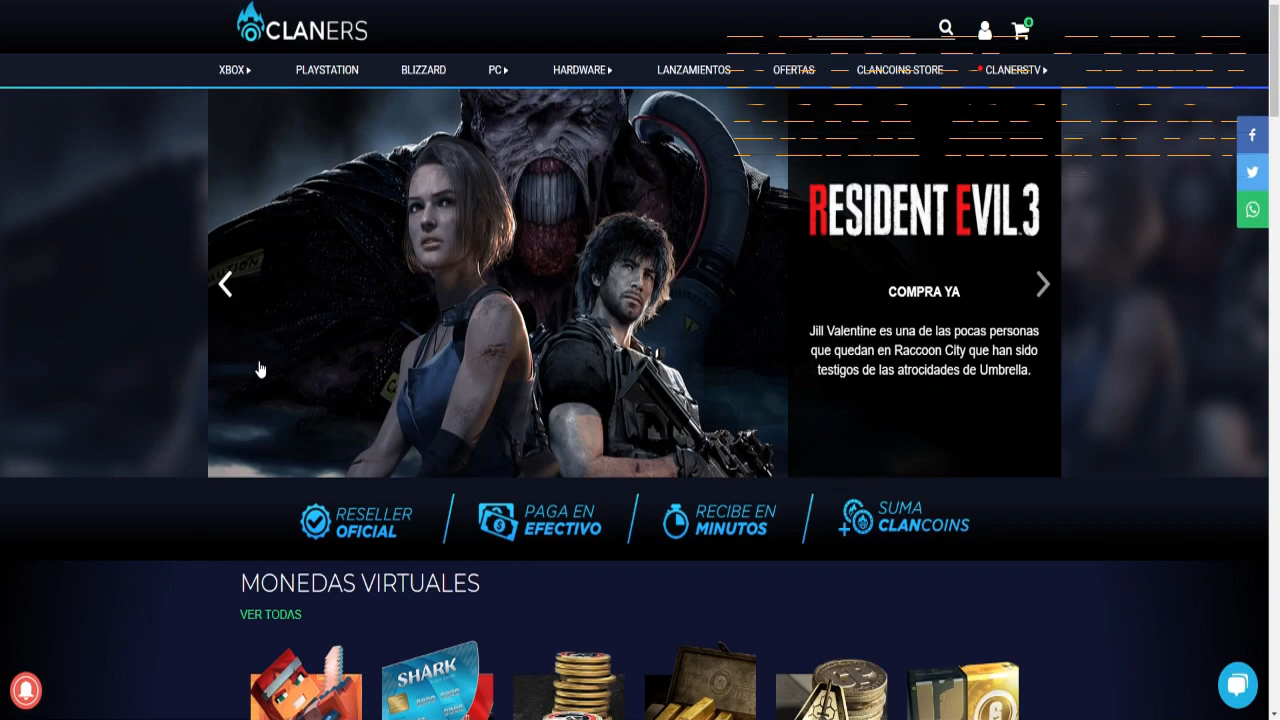 CLANERS
0
XBOX PLAYSTATION BLIZZARD PC HARDWARE LANZAMIENTOS OFERTAS CLANCOINS STORE CLANERSTV
RESIDENT EVIL 3
COMPRA YA
Jill Valentine es una de las pocas personas
que quedan en Raccoon City que han sido
testigos de las atrocidades de Umbrella.
RESELLER
OFICIAL
PAGA EN
EFECTIVO
RECIBE EN
MINUTOS
SUMA
CLANCOINS
MONEDAS VIRTUALES
VER TODAS
SHARK